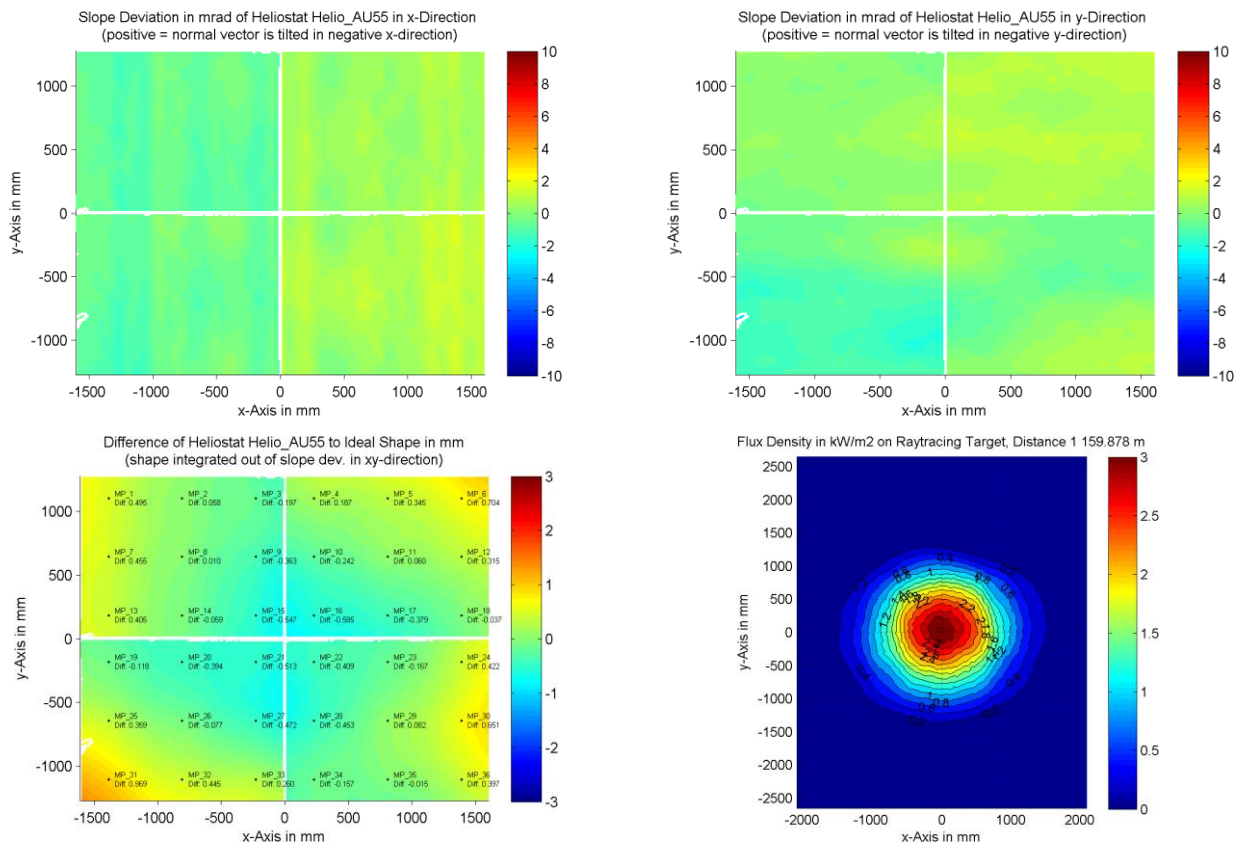 Slope Deviation in mrad of Heliostat Helio_AU55 in x-Direction
(positive = normal vector is tilted in negative x-direction)
y-Axis in mm
1000
500
0
-500
-1000
-1500 -1000 -500 0 500 1000 1500
x-Axis in mm
10
8
6
4
2
0
-2
-4
-6
-8
-10
Slope Deviation in mrad of Heliostat Helio_AU55 in y-Direction
(positive = normal vector is tilted in negative y-direction)
y-Axis in mm
1000
500
0
-500
-1000
-1500 -1000 -500 0 500 1000 1500
x-Axis in mm
10
8
6
4
2
0
-2
-4
-6
-8
-10
Difference of Heliostat Helio_AU55 to Ideal Shape in mm
(shape integrated out of slope dev. in xy-direction)
y-Axis in mm
1000
500
0
-500
-1000
MP_1 MP_2 MP_3 MP_4 MP_5 MP_6
Diff: 0.495 Diff: 0.058 Diff: -0.197 Diff: 0.187 Diff: 0.345 Diff: 0.704
MP_7 MP_8 MP_9 MP_10 MP_11 MP_12
Diff: 0.455 Diff: 0.010 Diff: -0.363 Diff: -0.242 Diff: 0.060 Diff: 0.315
MP_13 MP_14 MP_15 MP_16 MP_17 MP_18
Diff: 0.405 Diff: -0.059 Diff: -0.547 Diff: -0.585 Diff: -0.379 Diff: -0.037
MP_19 MP_20 MP_21 MP_22 MP_23 MP_24
Diff: -0.118 Diff: -0.394 Diff: -0.513 Diff: -0.409 Diff: -0.167 Diff: 0.422
MP_25 MP_26 MP_27 MP_28 MP_29 MP_30
Diff: 0.359 Diff: -0.077 Diff: -0.472 Diff: -0.453 Diff: 0.082 Diff: 0.651
MP_31 MP_32 MP_33 MP_34 MP_35 MP_36
Diff: 0.969 Diff: 0.445 Diff: 0.260 Diff: -0.157 Diff: -0.015 Diff: 0.397
-1500 -1000 -500 0 500 1000 1500
x-Axis in mm
3
2
1
0
-1
-2
-3
Flux Density in kW/m2 on Raytracing Target, Distance 1 159.878 m
y-Axis in mm
2500
2000
1500
1000
500
0
-500
-1000
-1500
-2000
-2500
-2000 -1000 0 1000 2000
x-Axis in mm
3
2.5
2
1.5
1
0.5
0